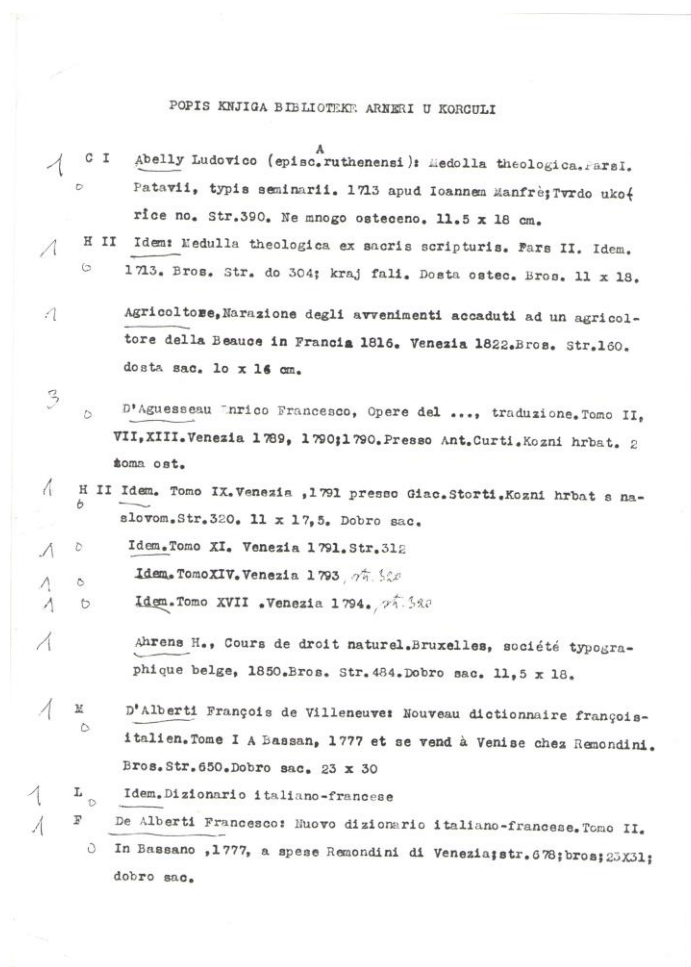 POPIS KNJIGA BIBLIOTEKE ARNERI U KORCULI
A
1 C I Abelly Ludovico (episc.ruthenensi): Medolla theologica.ParsI.
o Patavii, typis seminarii. 1713 apud Ioannem Manfrè;Tvrdo uko
rice no. Str.390. Ne mnogo osteceno. 11.5 x 18 cm.
1 H II Idem: Medulla theologica ex sacris scripturis. Pars II. Idem.
o 1713. Bros. Str. do 304; kraj fali. Dosta ostec. Bros. 11 x 18.
1 Agricoltore,Narazione degli avvenimenti accaduti ad un agricol-
tore della Beauce in Francia 1816. Venezia 1822.Bros. Str.160.
dosta sac. lo x 16 cm.
3 o D'Aguesseau Enrico Francesco, Opere del ..., traduzione.Tomo II,
VII,XIII.Venezia 1789, 1790;1790.Presso Ant.Curti.Kozni hrbat. 2
toma ost.
1 H II Idem. Tomo IX.Venezia ,1791 presso Giac.Storti.Kozni hrbat s na-
o slovom.Str.320. 11 x 17,5. Dobro sac.
1 o Idem.Tomo XI. Venezia 1791.Str.312
1 o Idem.TomoXIV.Venezia 1793, str. 320
1 o Idem.Tomo XVII .Venezia 1794., str. 320
1 Ahrens H., Cours de droit naturel.Bruxelles, société typogra-
phique belge, 1850.Bros. Str.484.Dobro sac. 11,5 x 18.
1 M D'Alberti François de Villeneuve: Nouveau dictionnaire françois-
o italien.Tome I A Bassan, 1777 et se vend à Venise chez Remondini.
Bros.Str.650.Dobro sac. 23 x 30
1 L o Idem.Dizionario italiano-francese
1 F De Alberti Francesco: Nuovo dizionario italiano-francese.Tomo II.
o In Bassano ,1777, a spese Remondini di Venezia;str.678;bros;23X31;
dobro sac.